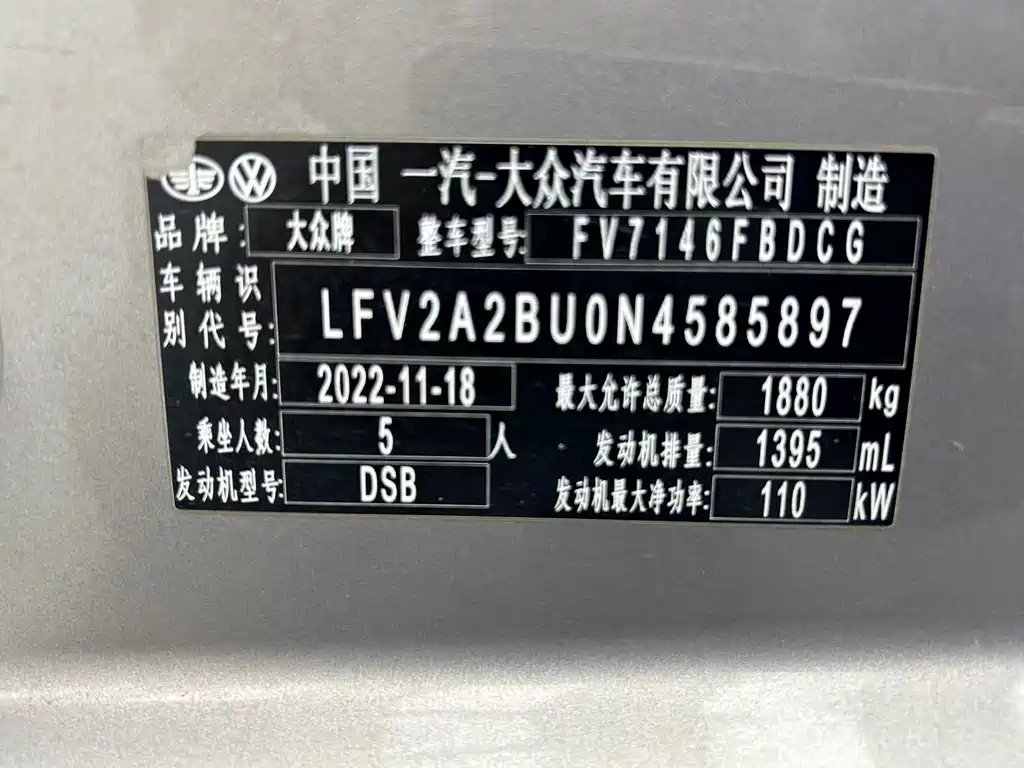 中国 一汽-大众汽车有限公司 制造
品牌: 大众牌 整车型号: FV7146FBDCG
车辆识别代号: LFV2A2BU0N4585897
制造年月: 2022-11-18 最大允许总质量: 1880 kg
乘坐人数: 5 人 发动机排量: 1395 mL
发动机型号: DSB 发动机最大净功率: 110 kW